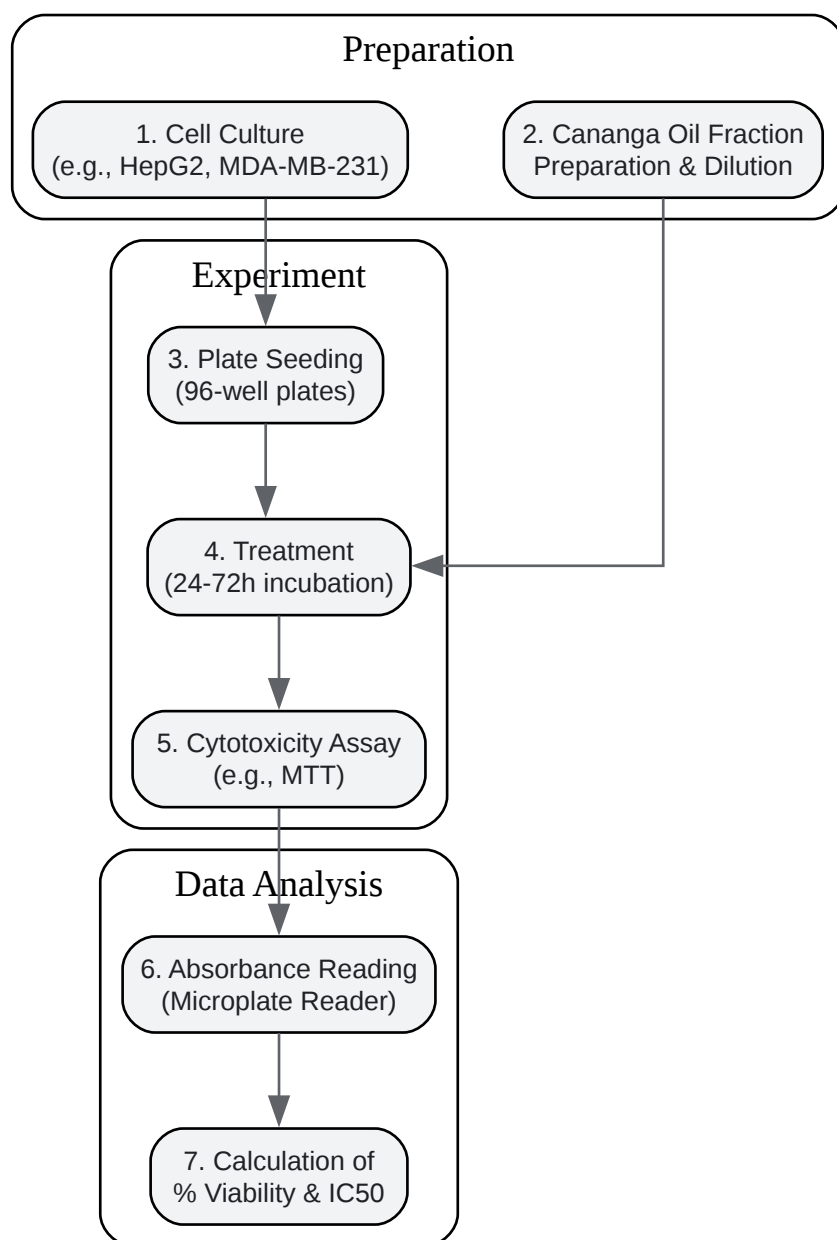 Preparation
1. Cell Culture
(e.g., HepG2, MDA-MB-231)
2. Cananga Oil Fraction
Preparation & Dilution
Experiment
3. Plate Seeding
(96-well plates)
4. Treatment
(24-72h incubation)
5. Cytotoxicity Assay
(e.g., MTT)
Data Analysis
6. Absorbance Reading
(Microplate Reader)
7. Calculation of
% Viability & IC50